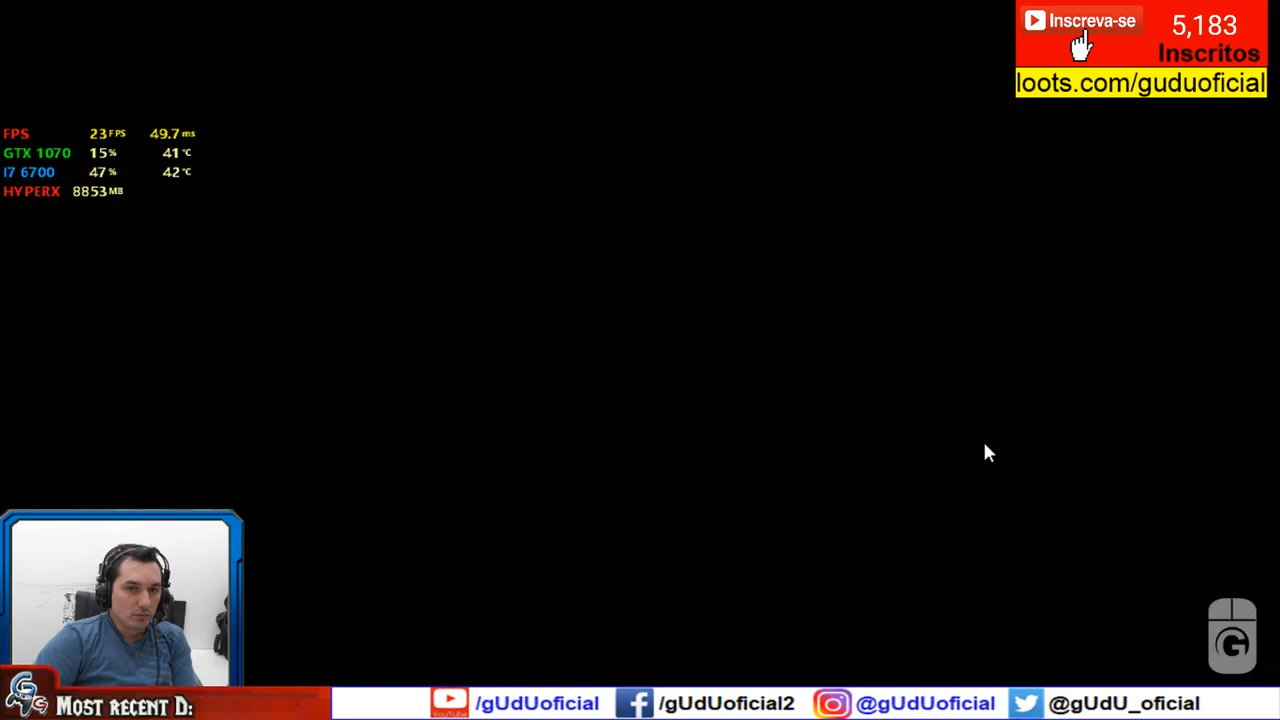 Inscreva-se
5,183
Inscritos
loots.com/guduoficial
FPS 23 FPS 49.7 ms
GTX 1070 15 % 41 °C
I7 6700 47 % 42 °C
HYPERX 8853 MB
G
Most recent D:
YouTube
/gUdUoficial
/gUdUoficial2
@gUdUoficial
@gUdU_oficial